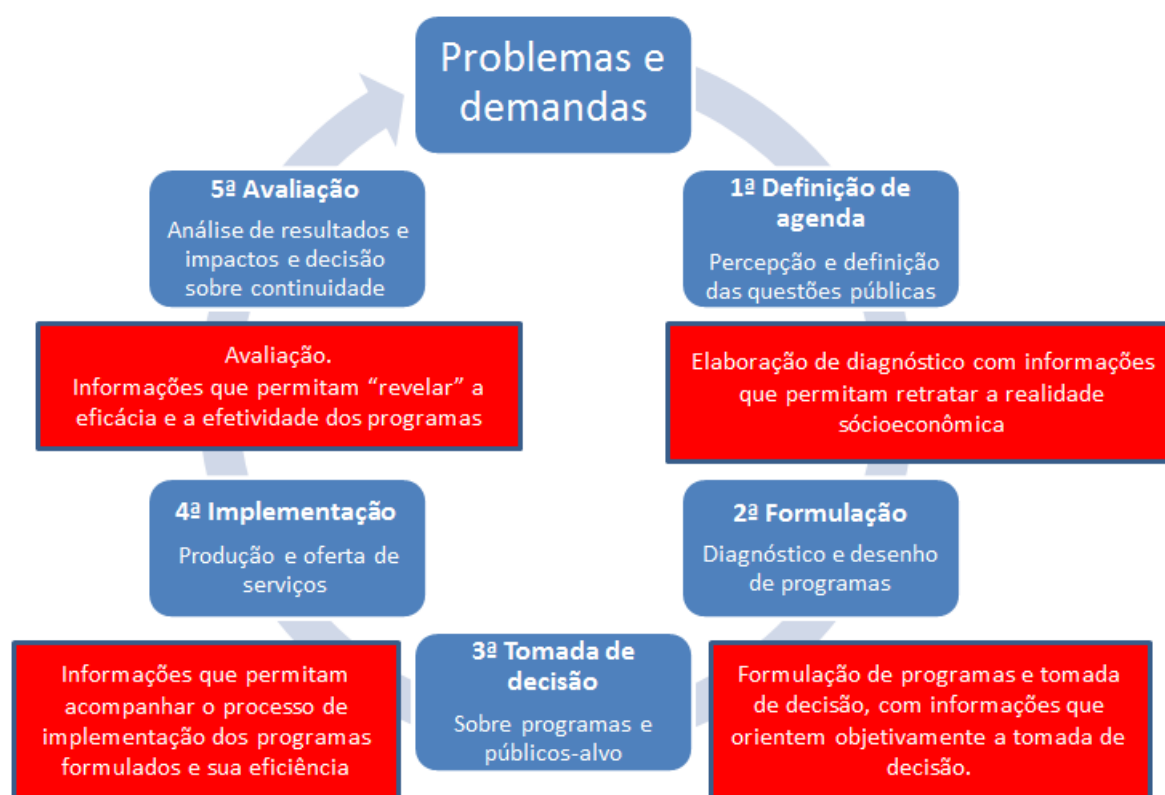 Problemas e
demandas
1ª Definição de
agenda
Percepção e definição
das questões públicas
Elaboração de diagnóstico com informações
que permitam retratar a realidade
sócioeconômica
2ª Formulação
Diagnóstico e desenho
de programas
Formulação de programas e tomada
de decisão, com informações que
orientem objetivamente a tomada de
decisão.
3ª Tomada de
decisão
Sobre programas e
públicos-alvo
4ª Implementação
Produção e oferta de
serviços
Informações que permitam
acompanhar o processo de
implementação dos programas
formulados e sua eficiência
5ª Avaliação
Análise de resultados e
impactos e decisão
sobre continuidade
Avaliação.
Informações que permitam “revelar” a
eficácia e a efetividade dos programas